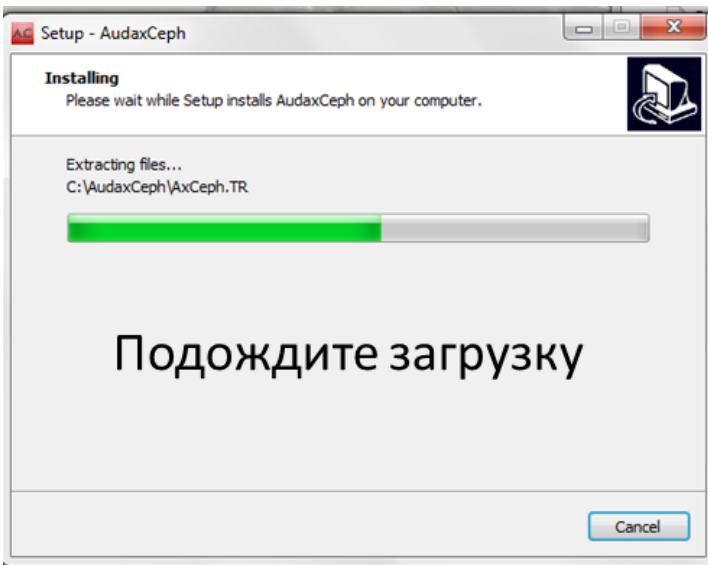 AC Setup - AudaxCeph
Installing
Please wait while Setup installs AudaxCeph on your computer.
Extracting files...
C:\AudaxCeph\AxCeph.TR
Подождите загрузку
Cancel